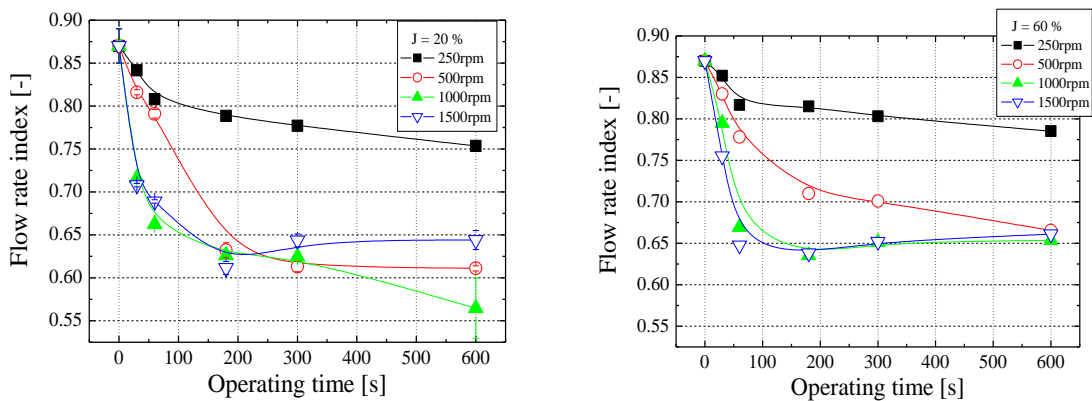 J = 20 %
250rpm
500rpm
1000rpm
1500rpm
0.90
0.85
0.80
0.75
0.70
0.65
0.60
0.55
Flow rate index [-]
0 100 200 300 400 500 600
Operating time [s]
J = 60 %
250rpm
500rpm
1000rpm
1500rpm
0.90
0.85
0.80
0.75
0.70
0.65
0.60
0.55
Flow rate index [-]
0 100 200 300 400 500 600
Operating time [s]